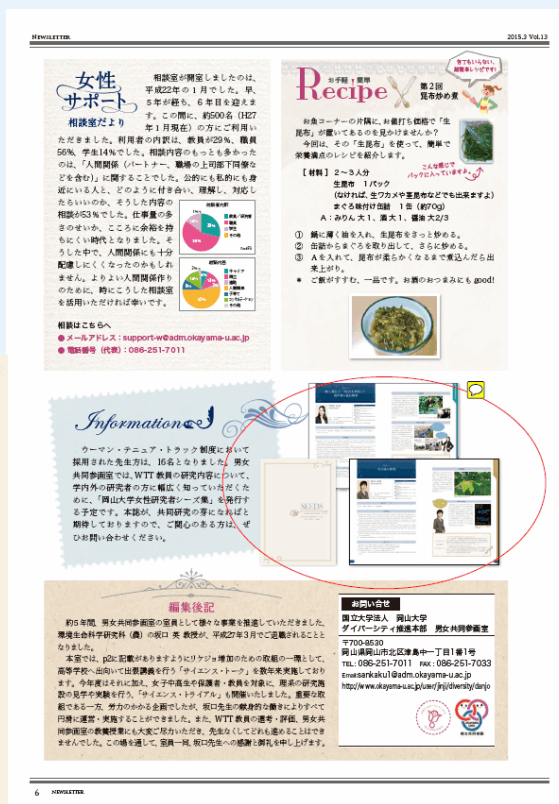 NEWSLETTER
2015.3 Vol.13
女性
サポート
相談室だより
相談室が開室しましたのは、
平成22年の1月でした。早、
5年が経ち、6年目を迎えま
す。この間に、約500名（H27
年1月現在）の方にご利用い
ただきました。利用者の内訳は、教員が29％、職員
56％、学生14％でした。相談内容のもっとも多かった
のは、「人間関係（パートナー、職場の上司部下同僚な
どを含む）」に関することでした。公的にも私的にも身
近にいる人と、どのように付き合い、理解し、対応し
たらいいのか、そうした内容の
相談が53％でした。仕事量の多
さのせいか、こころに余裕を持
ちにくい時代となりました。そ
うした中で、人間関係にも十分
配慮しにくくなったのかもしれ
ません。よりよい人間関係作り
のために、時にこうした相談室
を活用いただければ幸いです。
相談はこちらへ
●メールアドレス：support-w@adm.okayama-u.ac.jp
●電話番号（代表）：086-251-7011
お手軽 簡単
Recipe
第2回
昆布炒め煮
包丁もいらない、
超簡単レシピです！
お魚コーナーの片隅に、お値打ち価格で「生
昆布」が置いてあるのを見かけませんか？
今回は、その「生昆布」を使って、簡単で
栄養満点のレシピを紹介します。
こんな感じで
パックに入っていますよ。
【材料】 2～3人分
生昆布 1パック
（なければ、生ワカメや茎昆布などでも出来ますよ）
まぐろ味付け缶詰 1缶（約70g）
A：みりん 大1、酒 大1、醤油 大2/3
① 鍋に薄く油を入れ、生昆布をさっと炒める。
② 缶詰からまぐろを取り出して、さらに炒める。
③ Aを入れて、昆布が柔らかくなるまで煮込んだら出
来上がり。
＊ ご飯がすすむ、一品です。お酒のおつまみにも good!
Information
ウーマン・テニュア・トラック制度において
採用された先生方は、16名となりました。男女
共同参画室では、WTT教員の研究内容について、
学内外の研究者の方に幅広く知っていただくた
めに、「岡山大学女性研究者シーズ集」を発行す
る予定です。本誌が、共同研究の芽になればと
期待しておりますので、ご関心のある方は、ぜ
ひお問い合わせください。
SEEDS
編集後記
約5年間、男女共同参画室の室員として様々な事業を推進していただきました、
環境生命科学研究科（農）の坂口 英 教授が、平成27年3月でご退職されることと
なりました。
本室では、p2に記載がありますようにリケジョ増加のための取組の一環として、
高等学校へ出向いて出張講義を行う「サイエンス・トーク」を数年来実施しており
ます。今年度はそれに加え、女子中高生や保護者・教員を対象に、理系の研究施
設の見学や実験を行う、「サイエンス・トライアル」も開催いたしました。重要な取
組である一方、労力のかかる企画でしたが、坂口先生の献身的な働きによりすべて
円滑に運営・実施することができました。また、WTT教員の選考・評価、男女共
同参画室の教養授業にも大変ご尽力いただき、先生なくしてどれも進めることはでき
ませんでした。この場を通して、室員一同、坂口先生への感謝と御礼を申し上げます。
お問い合せ
国立大学法人 岡山大学
ダイバーシティ推進本部 男女共同参画室
〒700-8530
岡山県岡山市北区津島中一丁目1番1号
TEL：086-251-7011 FAX：086-251-7033
Email:sankaku1@adm.okayama-u.ac.jp
http://www.okayama-u.ac.jp/user/jinji/diversity/danjo
6 NEWSLETTER